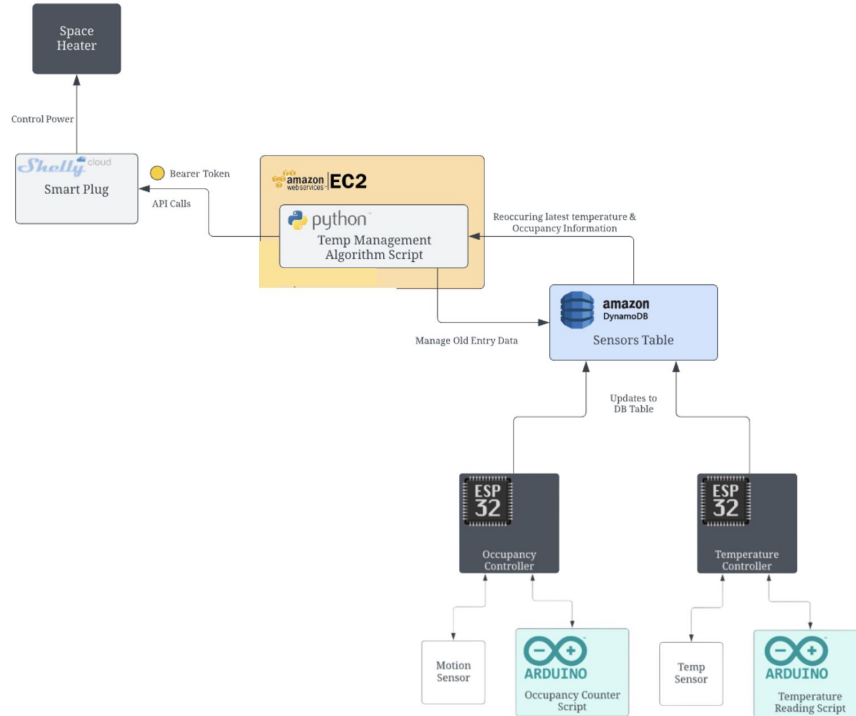 Space
Heater
Control Power
Shelly cloud
Smart Plug
Bearer Token
API Calls
amazon
webservices
EC2
python
Temp Management
Algorithm Script
Reoccuring latest temperature &
Occupancy Information
amazon
DynamoDB
Sensors Table
Manage Old Entry Data
Updates to
DB Table
ESP
32
Occupancy
Controller
ESP
32
Temperature
Controller
Motion
Sensor
ARDUINO
Occupancy Counter
Script
Temp
Sensor
ARDUINO
Temperature
Reading Script